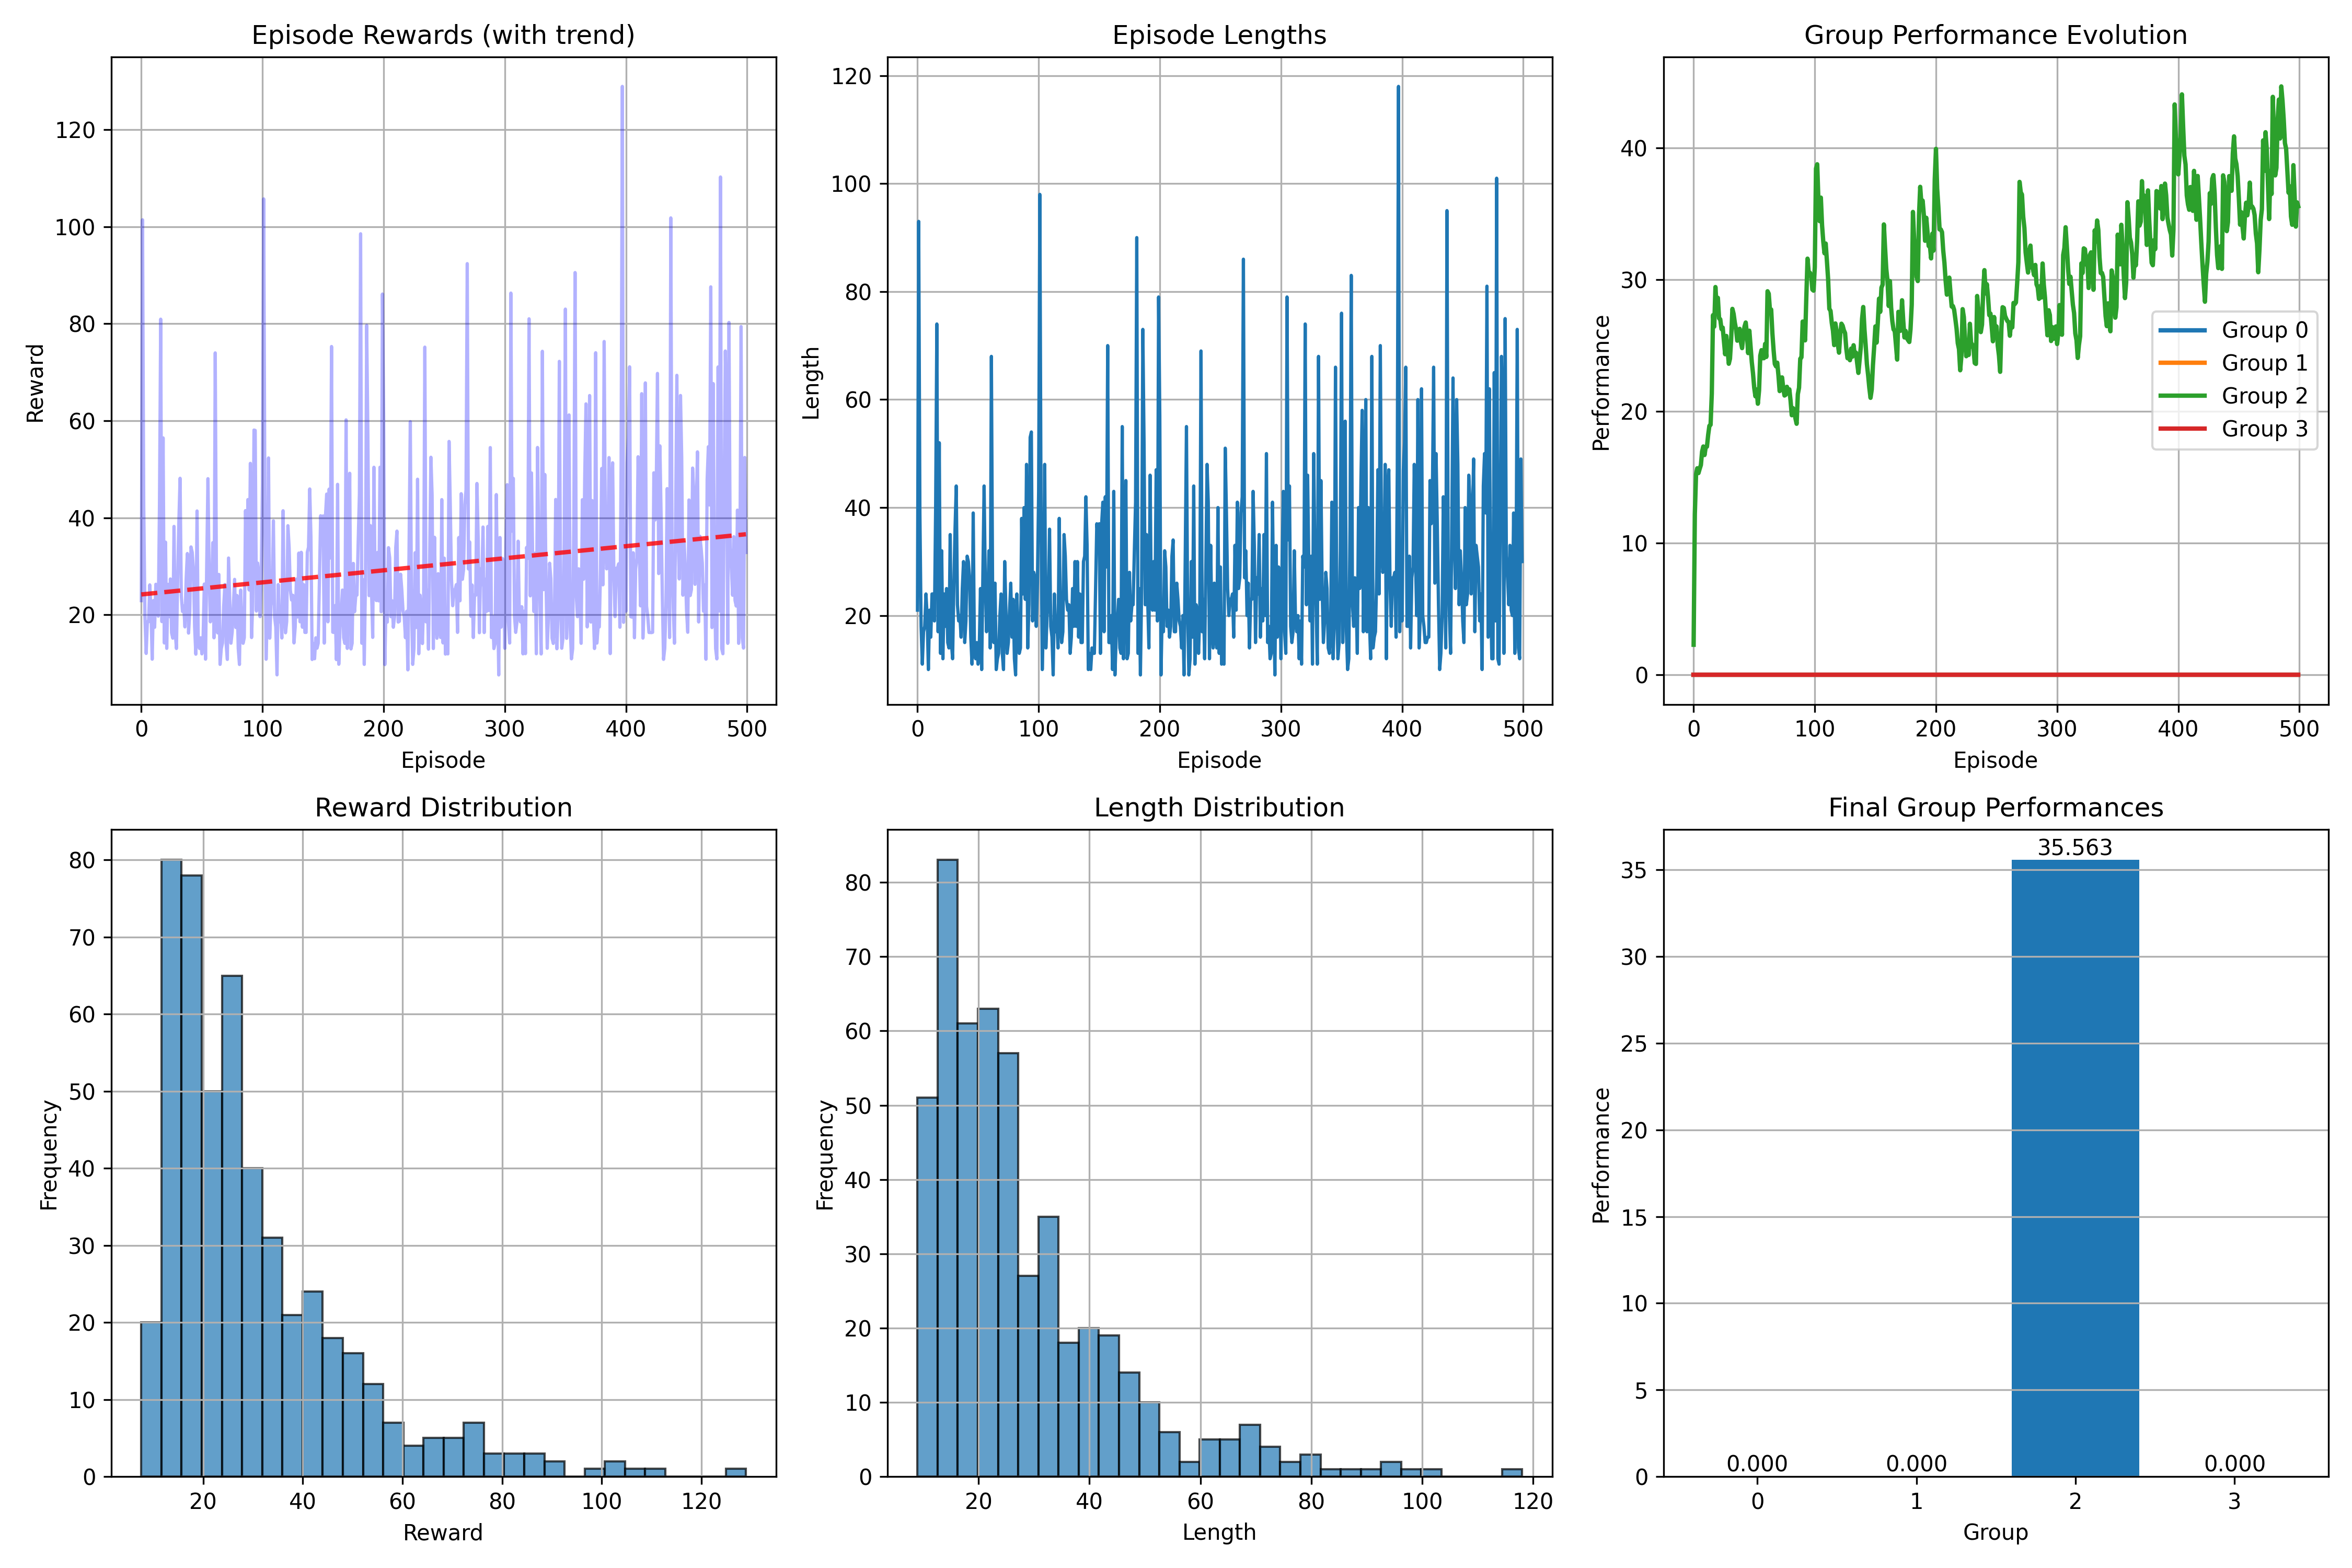 Episode Rewards (with trend)
Reward
120
100
80
60
40
20
0 100 200 300 400 500
Episode
Episode Lengths
Length
120
100
80
60
40
20
0 100 200 300 400 500
Episode
Group Performance Evolution
Performance
40
30
20
10
0
Group 0
Group 1
Group 2
Group 3
0 100 200 300 400 500
Episode
Reward Distribution
Frequency
80
70
60
50
40
30
20
10
0
20 40 60 80 100 120
Reward
Length Distribution
Frequency
80
70
60
50
40
30
20
10
0
20 40 60 80 100 120
Length
Final Group Performances
Performance
35.563
35
30
25
20
15
10
5
0
0.000 0.000 0.000
0 1 2 3
Group